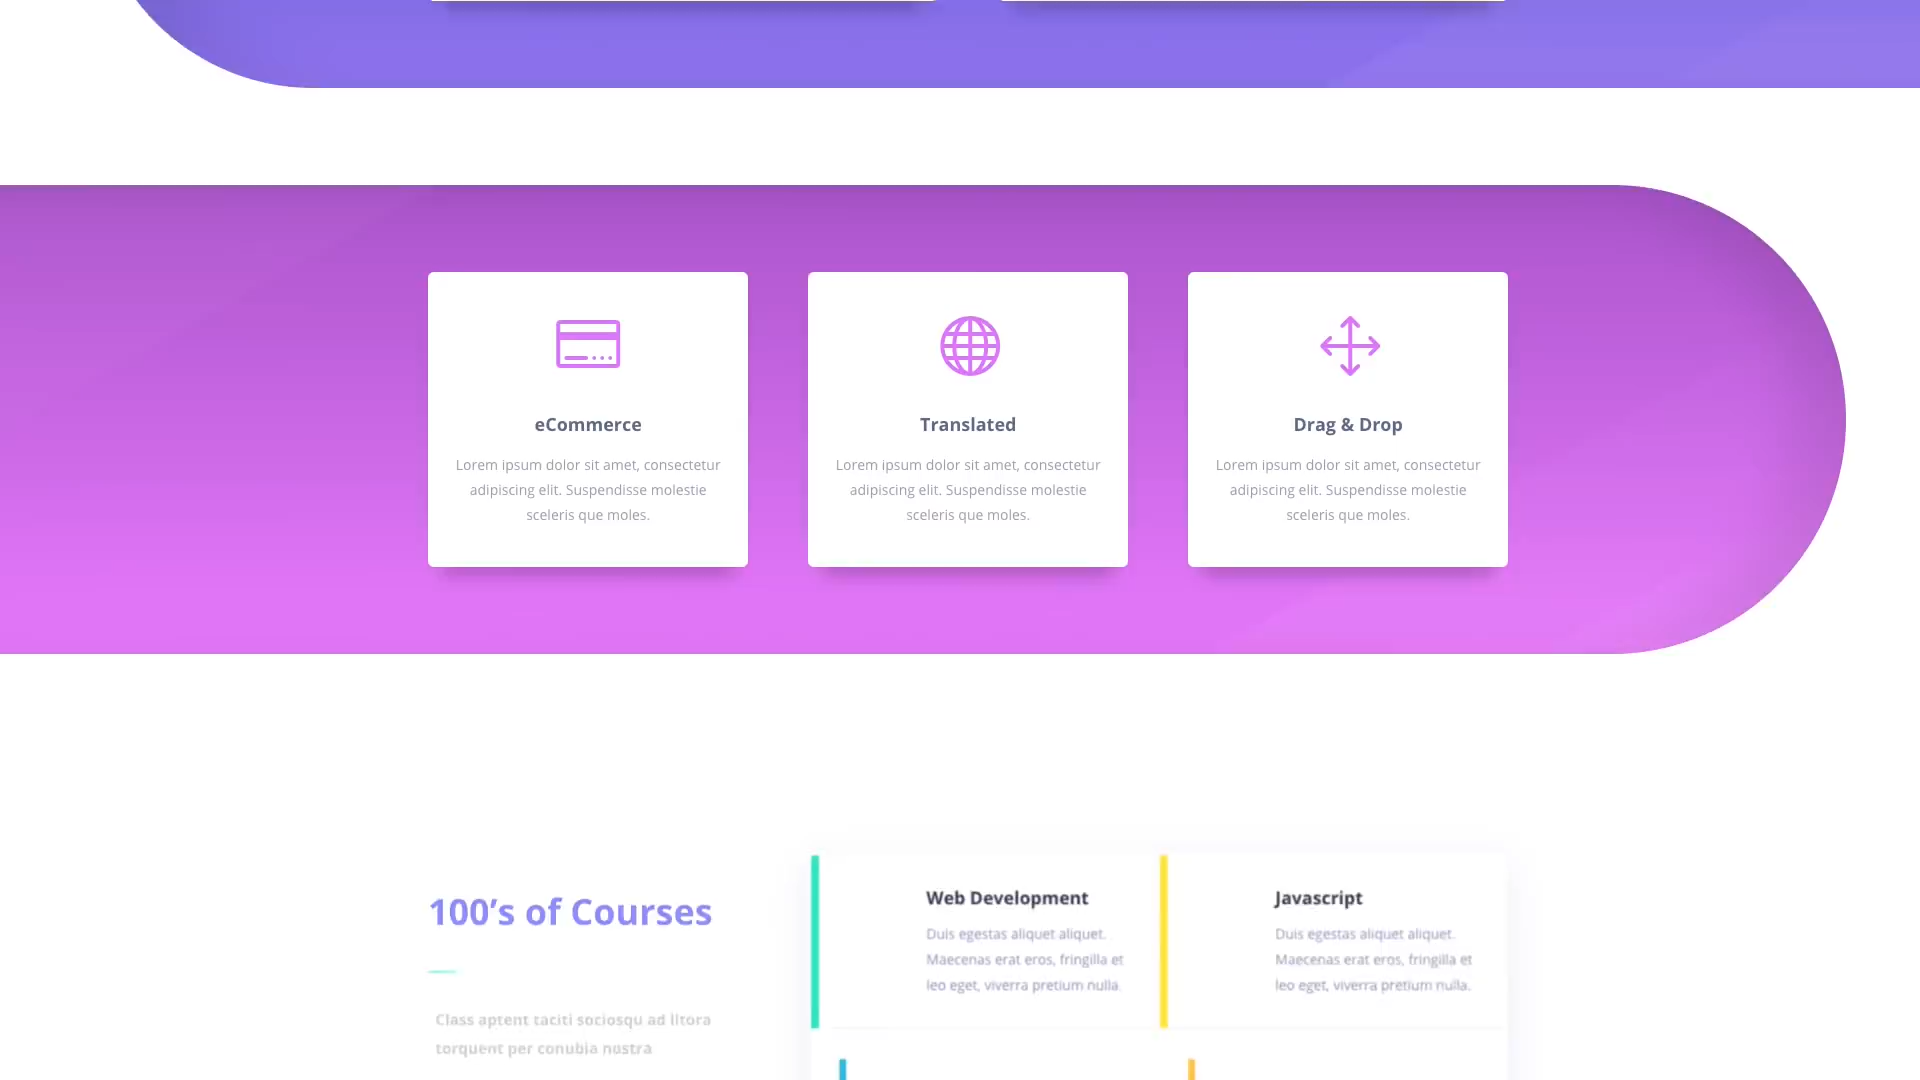 eCommerce
Lorem ipsum dolor sit amet, consectetur
adipiscing elit. Suspendisse molestie
sceleris que moles.
Translated
Lorem ipsum dolor sit amet, consectetur
adipiscing elit. Suspendisse molestie
sceleris que moles.
Drag & Drop
Lorem ipsum dolor sit amet, consectetur
adipiscing elit. Suspendisse molestie
sceleris que moles.
100’s of Courses
Class aptent taciti sociosqu ad litora
torquent per conubia nostra
Web Development
Duis egestas aliquet aliquet.
Maecenas erat eros, fringilla et
leo eget, viverra pretium nulla.
Javascript
Duis egestas aliquet aliquet.
Maecenas erat eros, fringilla et
leo eget, viverra pretium nulla.